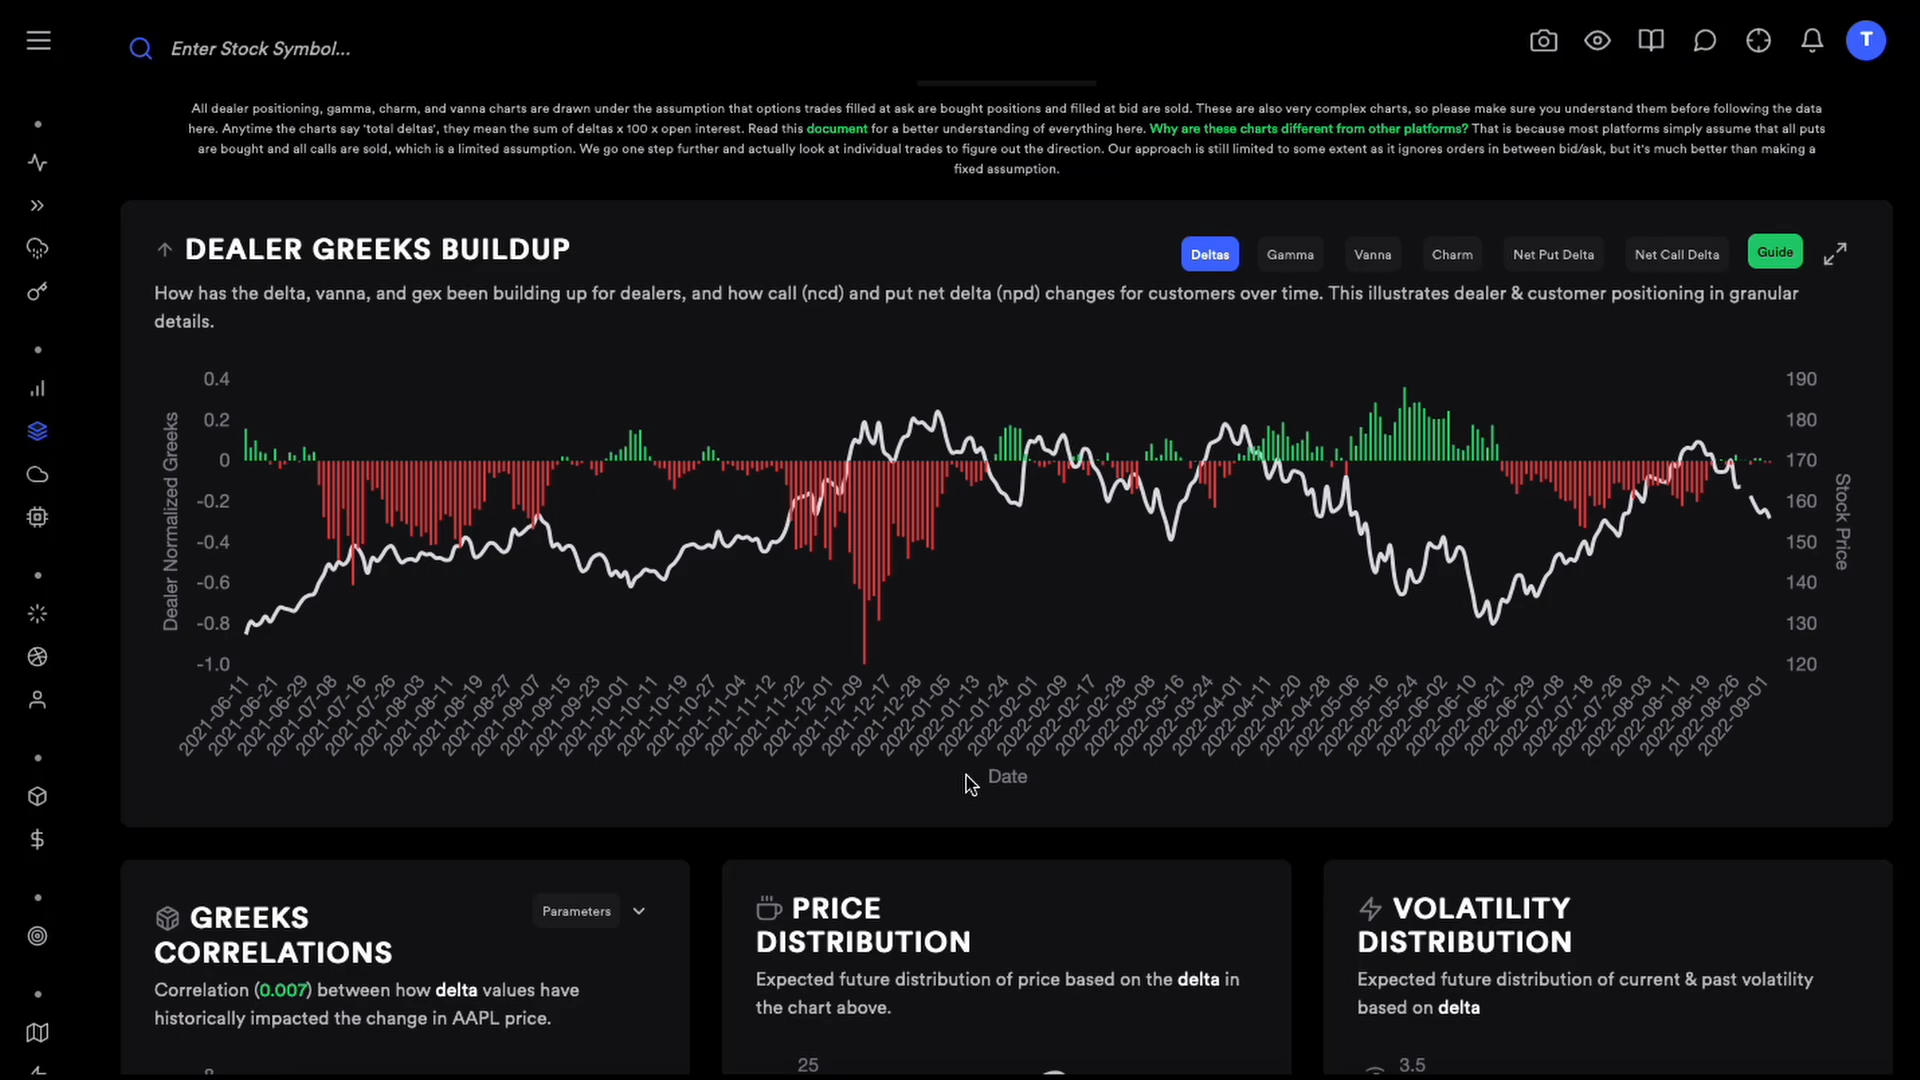 Enter Stock Symbol...
T
All dealer positioning, gamma, charm, and vanna charts are drawn under the assumption that options trades filled at ask are bought positions and filled at bid are sold. These are also very complex charts, so please make sure you understand them before following the data
here. Anytime the charts say 'total deltas', they mean the sum of deltas x 100 x open interest. Read this document for a better understanding of everything here. Why are these charts different from other platforms? That is because most platforms simply assume that all puts
are bought and all calls are sold, which is a limited assumption. We go one step further and actually look at individual trades to figure out the direction. Our approach is still limited to some extent as it ignores orders in between bid/ask, but it's much better than making a
fixed assumption.
DEALER GREEKS BUILDUP
Deltas
Gamma
Vanna
Charm
Net Put Delta
Net Call Delta
Guide
How has the delta, vanna, and gex been building up for dealers, and how call (ncd) and put net delta (npd) changes for customers over time. This illustrates dealer & customer positioning in granular
details.
Dealer Normalized Greeks
0.4
0.2
0
-0.2
-0.4
-0.6
-0.8
-1.0
190
180
170
160
150
140
130
120
Stock Price
2021-06-11
2021-06-21
2021-06-29
2021-07-08
2021-07-16
2021-07-26
2021-08-03
2021-08-11
2021-08-19
2021-08-27
2021-09-07
2021-09-15
2021-09-23
2021-10-01
2021-10-11
2021-10-19
2021-10-27
2021-11-04
2021-11-12
2021-11-22
2021-12-01
2021-12-09
2021-12-17
2021-12-28
2022-01-05
2022-01-13
2022-01-24
2022-02-01
2022-02-09
2022-02-17
2022-02-28
2022-03-08
2022-03-16
2022-03-24
2022-04-01
2022-04-11
2022-04-20
2022-04-28
2022-05-06
2022-05-16
2022-05-24
2022-06-02
2022-06-10
2022-06-21
2022-06-29
2022-07-08
2022-07-18
2022-07-26
2022-08-03
2022-08-11
2022-08-19
2022-08-26
2022-09-01
Date
GREEKS
CORRELATIONS
Parameters
Correlation (0.007) between how delta values have
historically impacted the change in AAPL price.
PRICE
DISTRIBUTION
Expected future distribution of price based on the delta in
the chart above.
25
VOLATILITY
DISTRIBUTION
Expected future distribution of current & past volatility
based on delta
3.5